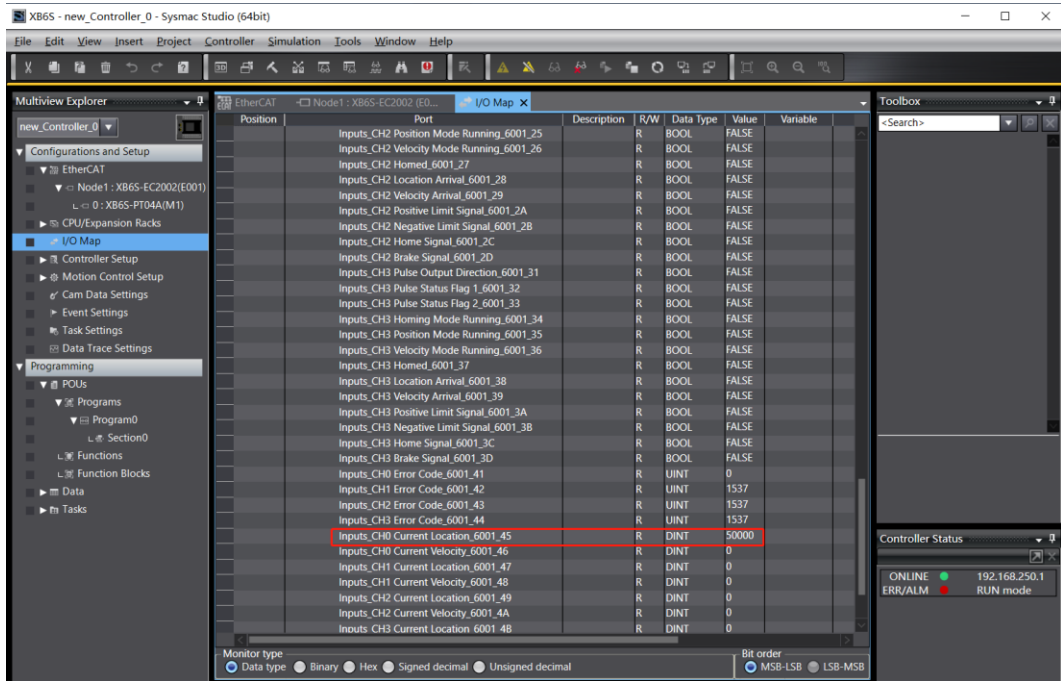 XB6S - new_Controller_0 - Sysmac Studio (64bit)
File Edit View Insert Project Controller Simulation Tools Window Help
Multiview Explorer
new_Controller_0
Configurations and Setup
EtherCAT
Node1 : XB6S-EC2002(E001)
0 : XB6S-PT04A(M1)
CPU/Expansion Racks
I/O Map
Controller Setup
Motion Control Setup
Cam Data Settings
Event Settings
Task Settings
Data Trace Settings
Programming
POUs
Programs
Program0
Section0
Functions
Function Blocks
Data
Tasks
EtherCAT Node1 : XB6S-EC2002 (E0... I/O Map
Position Port Description R/W Data Type Value Variable
Inputs_CH2 Position Mode Running_6001_25 R BOOL FALSE
Inputs_CH2 Velocity Mode Running_6001_26 R BOOL FALSE
Inputs_CH2 Homed_6001_27 R BOOL FALSE
Inputs_CH2 Location Arrival_6001_28 R BOOL FALSE
Inputs_CH2 Velocity Arrival_6001_29 R BOOL FALSE
Inputs_CH2 Positive Limit Signal_6001_2A R BOOL FALSE
Inputs_CH2 Negative Limit Signal_6001_2B R BOOL FALSE
Inputs_CH2 Home Signal_6001_2C R BOOL FALSE
Inputs_CH2 Brake Signal_6001_2D R BOOL FALSE
Inputs_CH3 Pulse Output Direction_6001_31 R BOOL FALSE
Inputs_CH3 Pulse Status Flag 1_6001_32 R BOOL FALSE
Inputs_CH3 Pulse Status Flag 2_6001_33 R BOOL FALSE
Inputs_CH3 Homing Mode Running_6001_34 R BOOL FALSE
Inputs_CH3 Position Mode Running_6001_35 R BOOL FALSE
Inputs_CH3 Velocity Mode Running_6001_36 R BOOL FALSE
Inputs_CH3 Homed_6001_37 R BOOL FALSE
Inputs_CH3 Location Arrival_6001_38 R BOOL FALSE
Inputs_CH3 Velocity Arrival_6001_39 R BOOL FALSE
Inputs_CH3 Positive Limit Signal_6001_3A R BOOL FALSE
Inputs_CH3 Negative Limit Signal_6001_3B R BOOL FALSE
Inputs_CH3 Home Signal_6001_3C R BOOL FALSE
Inputs_CH3 Brake Signal_6001_3D R BOOL FALSE
Inputs_CH0 Error Code_6001_41 R UINT 0
Inputs_CH1 Error Code_6001_42 R UINT 1537
Inputs_CH2 Error Code_6001_43 R UINT 1537
Inputs_CH3 Error Code_6001_44 R UINT 1537
Inputs_CH0 Current Location_6001_45 R DINT 50000
Inputs_CH0 Current Velocity_6001_46 R DINT 0
Inputs_CH1 Current Location_6001_47 R DINT 0
Inputs_CH1 Current Velocity_6001_48 R DINT 0
Inputs_CH2 Current Location_6001_49 R DINT 0
Inputs_CH2 Current Velocity_6001_4A R DINT 0
Inputs_CH3 Current Location_6001_4B R DINT 0
Monitor type
Data type Binary Hex Signed decimal Unsigned decimal
Bit order
MSB-LSB LSB-MSB
Toolbox
<Search>
Controller Status
ONLINE 192.168.250.1
ERR/ALM RUN mode